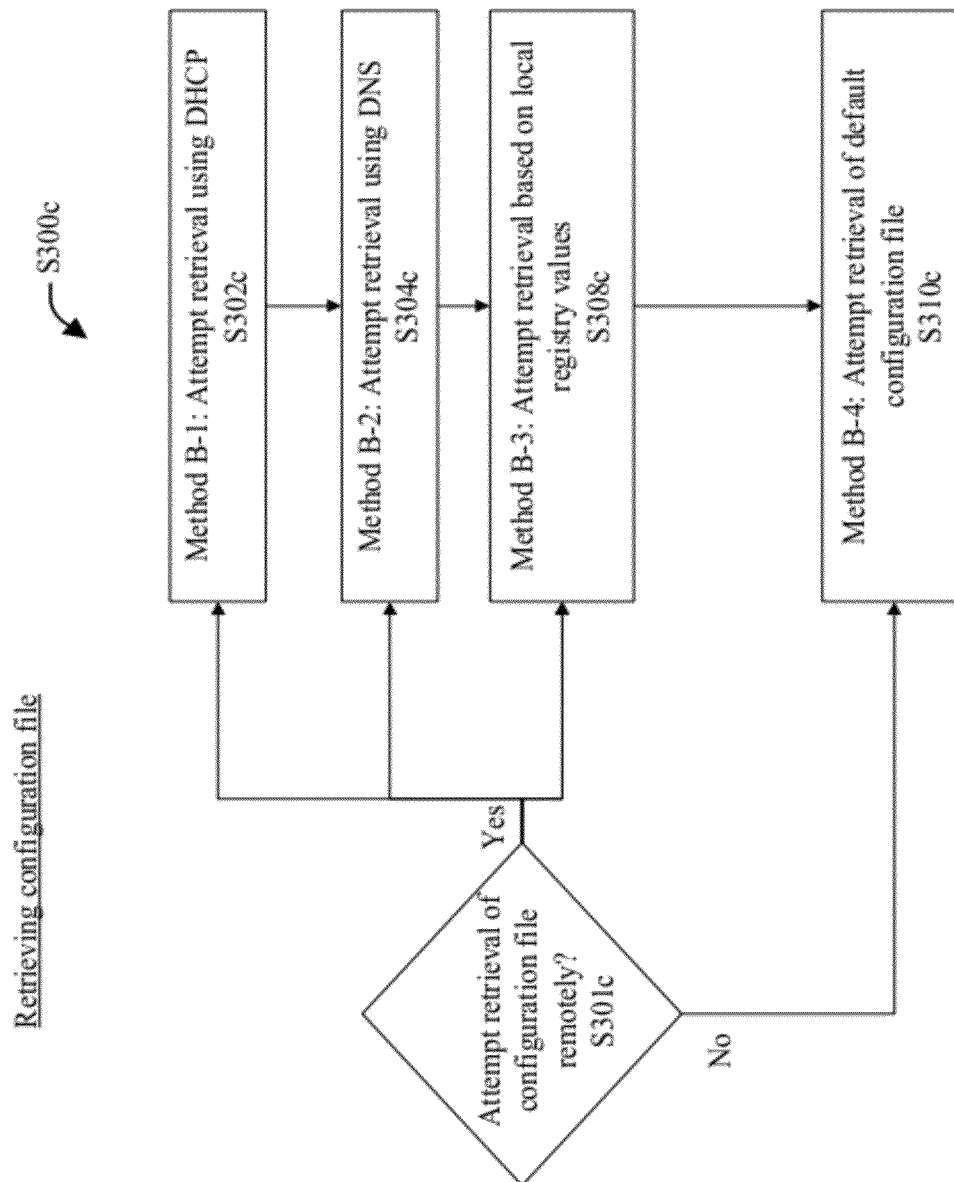 Retrieving configuration file
S300c
Attempt retrieval of
configuration file
remotely?
S301c
Yes
No
Method B-1: Attempt retrieval using DHCP
S302c
Method B-2: Attempt retrieval using DNS
S304c
Method B-3: Attempt retrieval based on local
registry values
S308c
Method B-4: Attempt retrieval of default
configuration file
S310c